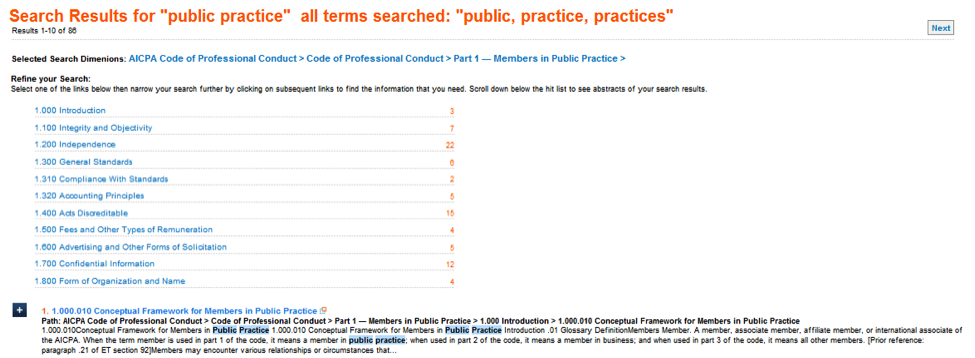 Search Results for "public practice" all terms searched: "public, practice, practices"
Results 1-10 of 86
Next
Selected Search Dimenions: AICPA Code of Professional Conduct > Code of Professional Conduct > Part 1 — Members in Public Practice >
Refine your Search:
Select one of the links below then narrow your search further by clicking on subsequent links to find the information that you need. Scroll down below the hit list to see abstracts of your search results.
1.000 Introduction 3
1.100 Integrity and Objectivity 7
1.200 Independence 22
1.300 General Standards 6
1.310 Compliance With Standards 2
1.320 Accounting Principles 5
1.400 Acts Discreditable 15
1.500 Fees and Other Types of Remuneration 4
1.600 Advertising and Other Forms of Solicitation 5
1.700 Confidential Information 12
1.800 Form of Organization and Name 4
1. 1.000.010 Conceptual Framework for Members in Public Practice
Path: AICPA Code of Professional Conduct > Code of Professional Conduct > Part 1 — Members in Public Practice > 1.000 Introduction > 1.000.010 Conceptual Framework for Members in Public Practice
1.000.010Conceptual Framework for Members in Public Practice 1.000.010 Conceptual Framework for Members in Public Practice Introduction .01 Glossary DefinitionMembers Member. A member, associate member, affiliate member, or international associate of
the AICPA. When the term member is used in part 1 of the code, it means a member in public practice; when used in part 2 of the code, it means a member in business; and when used in part 3 of the code, it means all other members. [Prior reference:
paragraph .21 of ET section 92]Members may encounter various relationships or circumstances that...